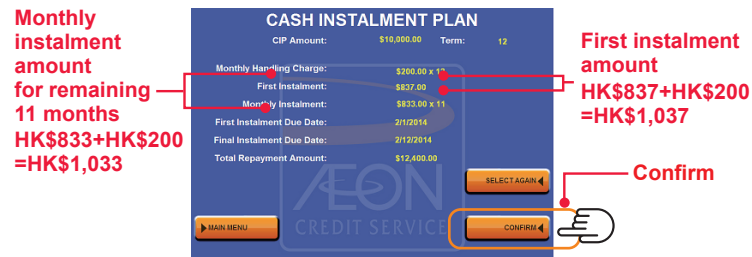 Monthly
instalment
amount
for remaining
11 months
HK$833+HK$200
=HK$1,033
CASH INSTALMENT PLAN
CIP Amount: $10,000.00 Term: 12
Monthly Handling Charge: $200.00 x 12
First Instalment: $837.00
Monthly Instalment: $833.00 x 11
First Instalment Due Date: 2/1/2014
Final Instalment Due Date: 2/12/2014
Total Repayment Amount: $12,400.00
ÆON
CREDIT SERVICE
SELECT AGAIN
MAIN MENU
CONFIRM
First instalment
amount
HK$837+HK$200
=HK$1,037
Confirm